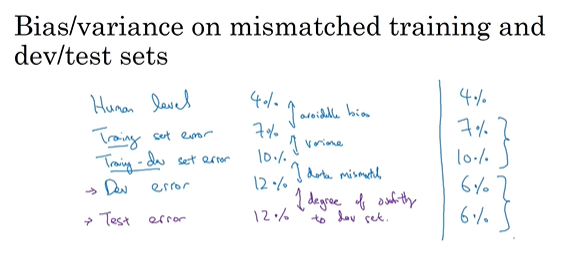 Bias/variance on mismatched training and
dev/test sets
Human level 4% 4%
avoidable bias
Training set error 7% 7%
variance
Training-dev set error 10% 10%
data mismatch
→ Dev error 12% 6%
degree of overfitting
→ Test error 12% to dev set. 6%